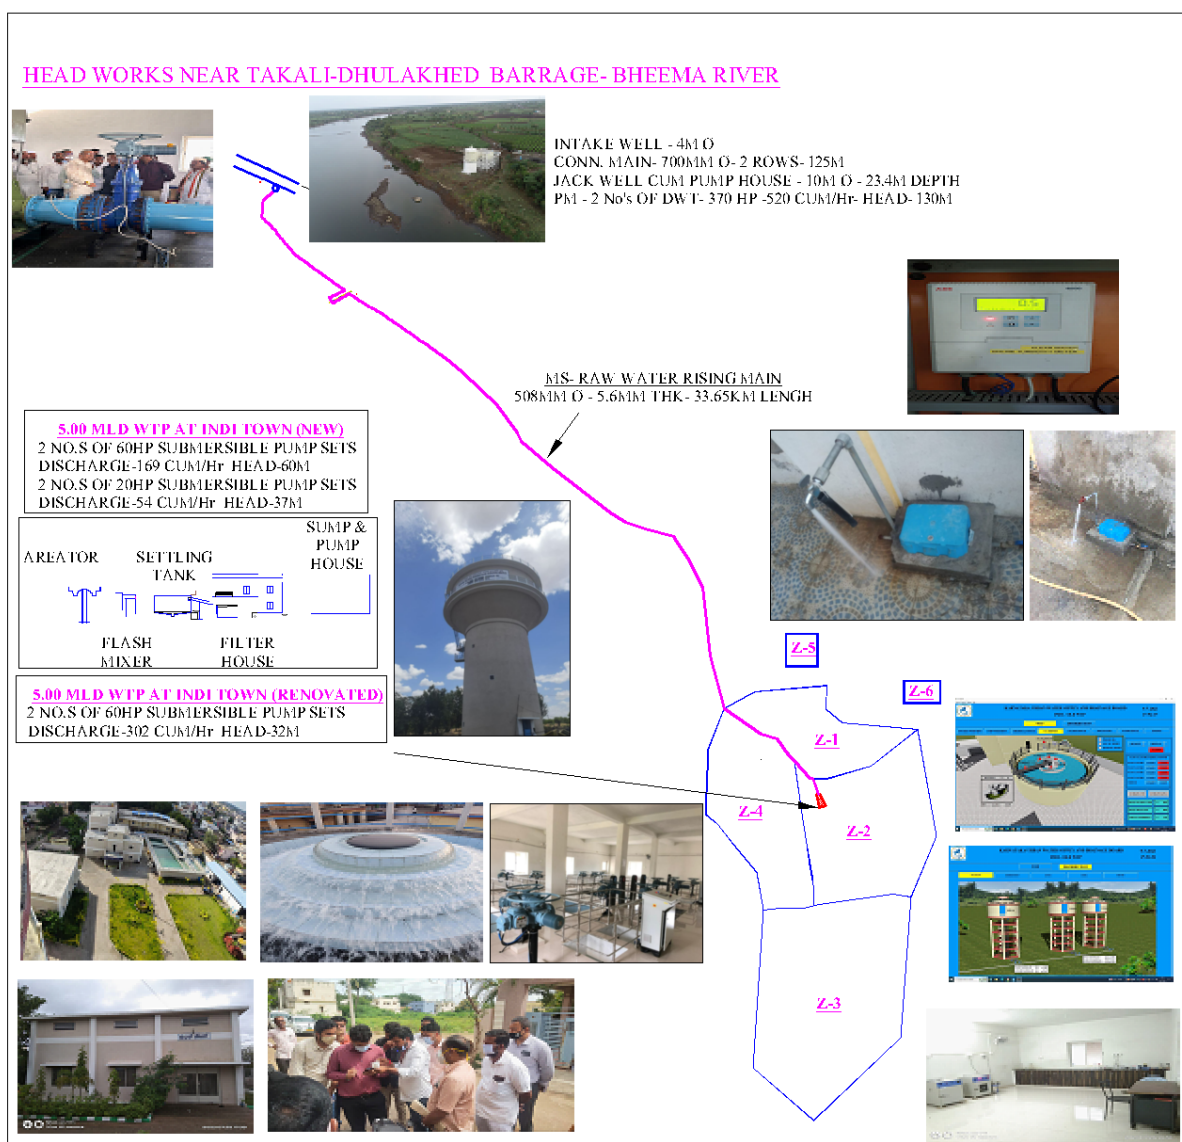 HEAD WORKS NEAR TAKALI-DHULAKHED BARRAGE- BHEEMA RIVER
INTAKE WELL - 4M Ø
CONN. MAIN- 700MM Ø- 2 ROWS- 125M
JACK WELL CUM PUMP HOUSE - 10M Ø - 23.4M DEPTH
PM - 2 No's OF DWT- 370 HP -520 CUM/Hr- HEAD- 130M
MS- RAW WATER RISING MAIN
508MM Ø - 5.6MM THK- 33.65KM LENGH
5.00 MLD WTP AT INDI TOWN (NEW)
2 NO.S OF 60HP SUBMERSIBLE PUMP SETS
DISCHARGE-169 CUM/Hr HEAD-60M
2 NO.S OF 20HP SUBMERSIBLE PUMP SETS
DISCHARGE-54 CUM/Hr HEAD-37M
AREATOR
SETTLING
TANK
SUMP &
PUMP
HOUSE
FLASH
MIXER
FILTER
HOUSE
5.00 MLD WTP AT INDI TOWN (RENOVATED)
2 NO.S OF 60HP SUBMERSIBLE PUMP SETS
DISCHARGE-302 CUM/Hr HEAD-32M
Z-5
Z-6
Z-1
Z-4
Z-2
Z-3